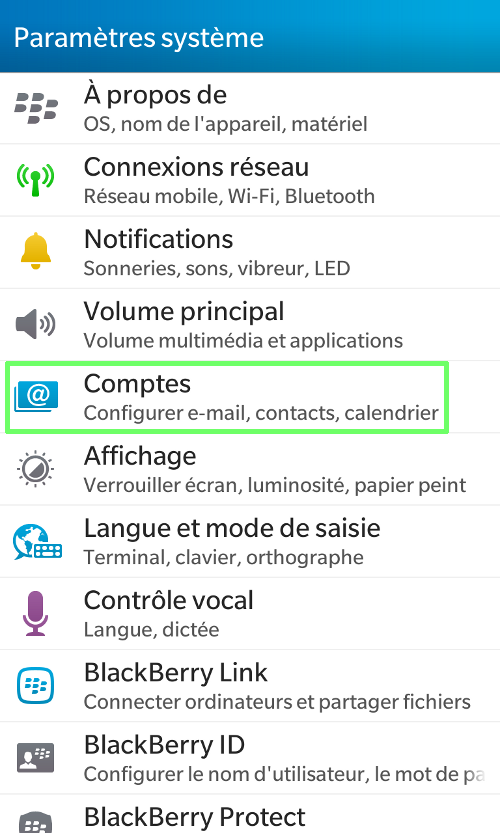 Paramètres système
À propos de
OS, nom de l'appareil, matériel
Connexions réseau
Réseau mobile, Wi-Fi, Bluetooth
Notifications
Sonneries, sons, vibreur, LED
Volume principal
Volume multimédia et applications
@
Comptes
Configurer e-mail, contacts, calendrier
Affichage
Verrouiller écran, luminosité, papier peint
Langue et mode de saisie
Terminal, clavier, orthographe
Contrôle vocal
Langue, dictée
BlackBerry Link
Connecter ordinateurs et partager fichiers
BlackBerry ID
Configurer le nom d'utilisateur, le mot de pa
BlackBerry Protect